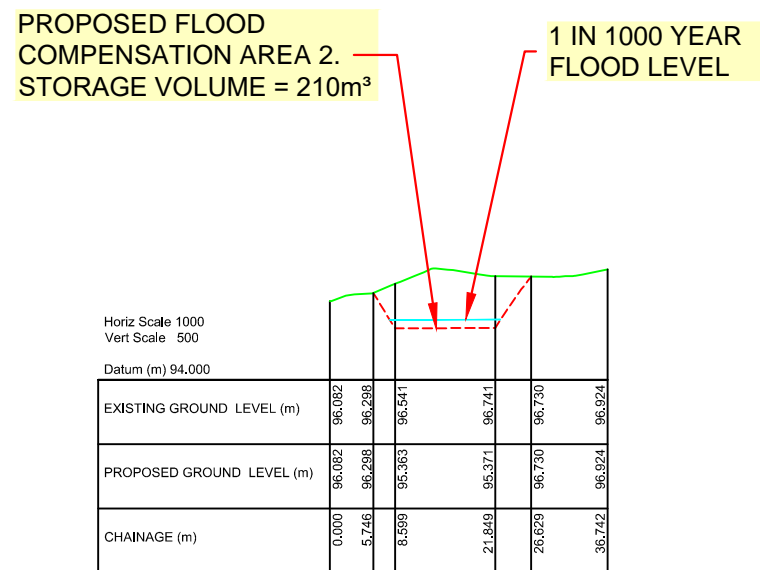 PROPOSED FLOOD
COMPENSATION AREA 2.
STORAGE VOLUME = 210m³
1 IN 1000 YEAR
FLOOD LEVEL
Horiz Scale 1000
Vert Scale 500
Datum (m) 94.000
EXISTING GROUND LEVEL (m) 96.082 96.298 96.541 96.741 96.730 96.924
PROPOSED GROUND LEVEL (m) 96.082 96.298 95.363 95.371 96.730 96.924
CHAINAGE (m) 0.000 5.746 8.599 21.849 26.629 36.742